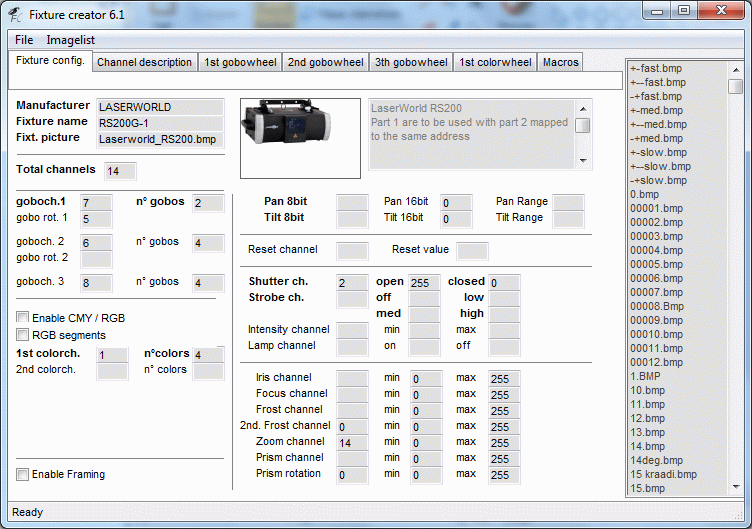 Fixture creator 6.1
File Imagelist
Fixture config. Channel description 1st gobowheel 2nd gobowheel 3th gobowheel 1st colorwheel Macros
Manufacturer LASERWORLD
Fixture name RS200G-1
Fixt. picture Laserworld_RS200.bmp
LaserWorld RS200
Part 1 are to be used with part 2 mapped
to the same address
Total channels 14
goboch.1 7 n° gobos 2
gobo rot. 1 5
goboch. 2 6 n° gobos 4
gobo rot. 2
goboch. 3 8 n° gobos 4
Enable CMY / RGB
RGB segments
1st colorch. 1 n°colors 4
2nd colorch. n° colors
Enable Framing
Pan 8bit Pan 16bit 0 Pan Range
Tilt 8bit Tilt 16bit 0 Tilt Range
Reset channel Reset value
Shutter ch. 2 open 255 closed 0
Strobe ch. off low
med high
Intensity channel min max
Lamp channel on off
Iris channel min 0 max 255
Focus channel min 0 max 255
Frost channel min 0 max 255
2nd. Frost channel 0 min 0 max 255
Zoom channel 14 min 0 max 255
Prism channel min 0 max 255
Prism rotation 0 min 0 max 255
+-fast.bmp
+--fast.bmp
-+fast.bmp
+-med.bmp
+--med.bmp
-+med.bmp
+-slow.bmp
+--slow.bmp
-+slow.bmp
0.bmp
00001.bmp
00002.bmp
00003.bmp
00004.bmp
00005.bmp
00006.bmp
00007.bmp
00008.Bmp
00009.bmp
00010.bmp
00011.bmp
00012.bmp
1.BMP
10.bmp
11.bmp
12.bmp
13.bmp
14.bmp
14deg.bmp
15 kraadi.bmp
15.bmp
Ready